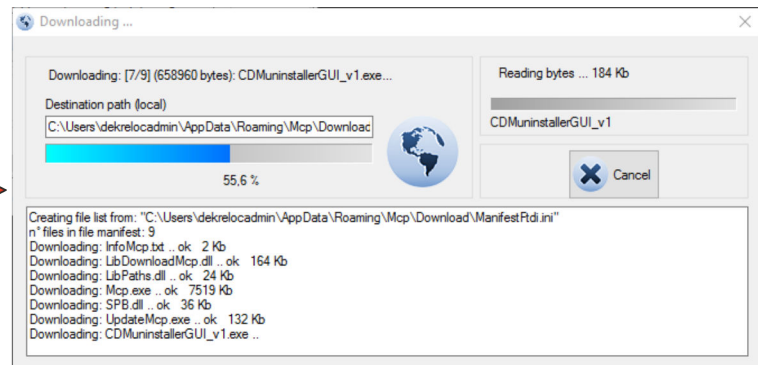 Downloading ...
Downloading: [7/9] (658960 bytes): CDMuninstallerGUI_v1.exe...
Destination path (local)
C:\Users\dekrelocadmin\AppData\Roaming\Mcp\Downloac
55,6 %
Reading bytes ... 184 Kb
CDMuninstallerGUI_v1
Cancel
Creating file list from: "C:\Users\dekrelocadmin\AppData\Roaming\Mcp\Download\ManifestFtdi.ini"
n° files in file manifest: 9
Downloading: InfoMcp.txt .. ok 2 Kb
Downloading: LibDownloadMcp.dll .. ok 164 Kb
Downloading: LibPaths.dll .. ok 24 Kb
Downloading: Mcp.exe .. ok 7519 Kb
Downloading: SPB.dll .. ok 36 Kb
Downloading: UpdateMcp.exe .. ok 132 Kb
Downloading: CDMuninstallerGUI_v1.exe ..